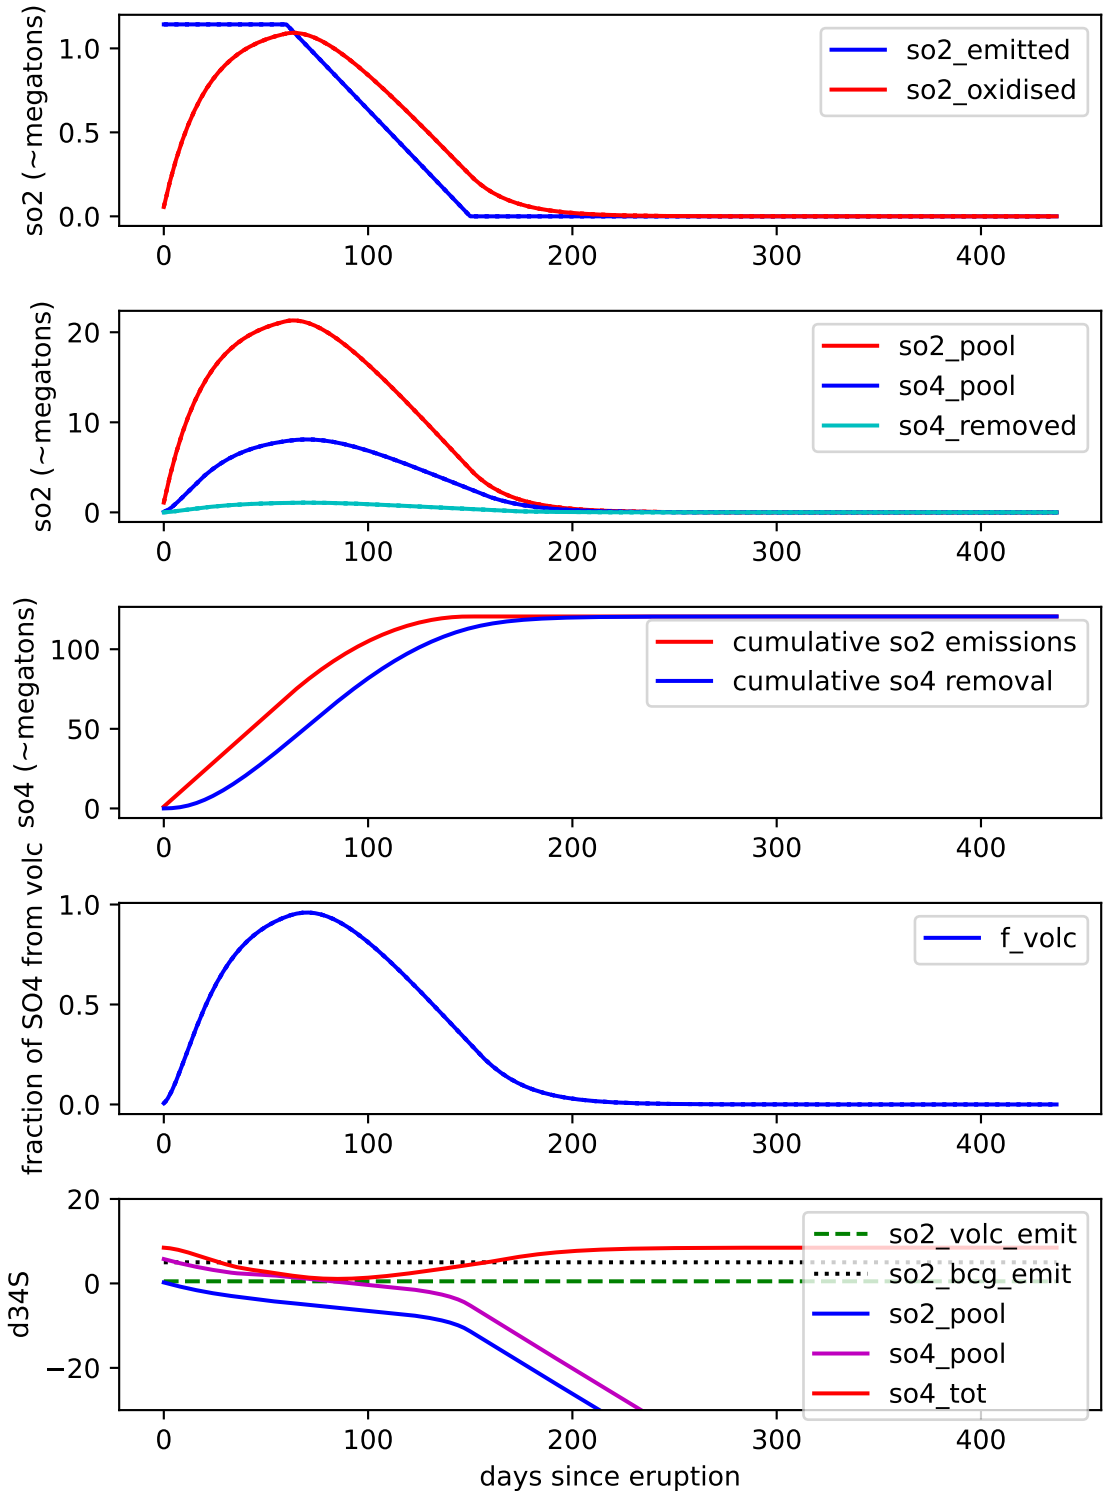 so2 (~megatons)
1.0
0.5
0.0
so2_emitted
so2_oxidised
0 100 200 300 400
so2 (~megatons)
20
10
0
so2_pool
so4_pool
so4_removed
0 100 200 300 400
so4 (~megatons)
100
50
0
cumulative so2 emissions
cumulative so4 removal
0 100 200 300 400
fraction of SO4 from volc
1.0
0.5
0.0
f_volc
0 100 200 300 400
d34S
20
0
−20
so2_volc_emit
so2_bcg_emit
so2_pool
so4_pool
so4_tot
0 100 200 300 400
days since eruption